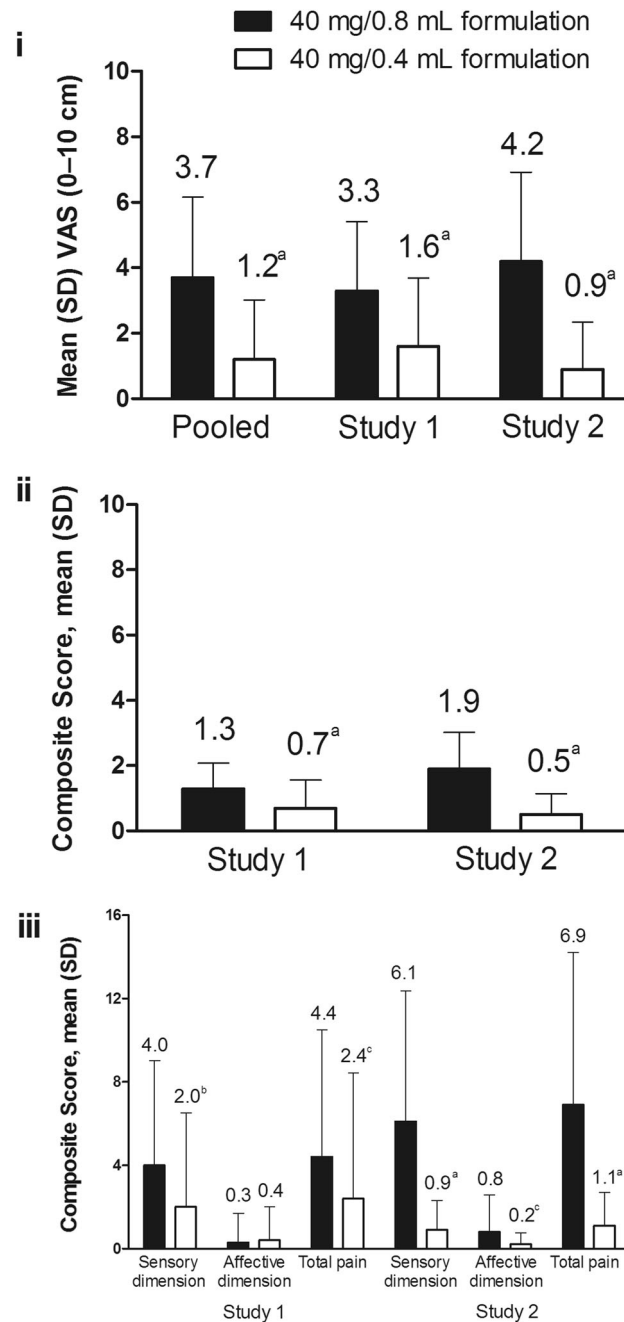 40 mg/0.8 mL formulation
40 mg/0.4 mL formulation
i
Mean (SD) VAS (0–10 cm)
10
8
6
4
2
0
3.7
1.2a
3.3
1.6a
4.2
0.9a
Pooled
Study 1
Study 2
ii
Composite Score, mean (SD)
10
8
6
4
2
0
1.3
0.7a
1.9
0.5a
Study 1
Study 2
iii
Composite Score, mean (SD)
16
12
8
4
0
4.0
2.0b
0.3
0.4
4.4
2.4c
6.1
0.9a
0.8
0.2c
6.9
1.1a
Sensory dimension
Affective dimension
Total pain
Sensory dimension
Affective dimension
Total pain
Study 1
Study 2